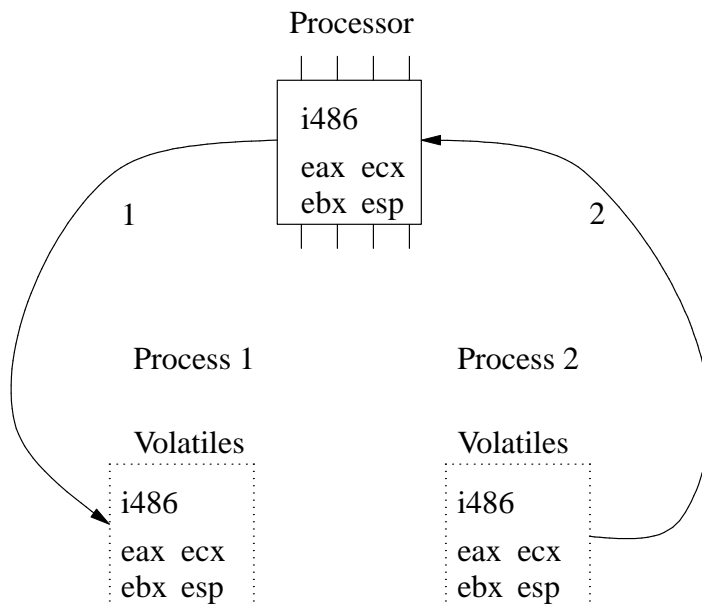 Processor
i486
eax ecx
ebx esp
1
2
Process 1
Process 2
Volatiles
Volatiles
i486
eax ecx
ebx esp
i486
eax ecx
ebx esp